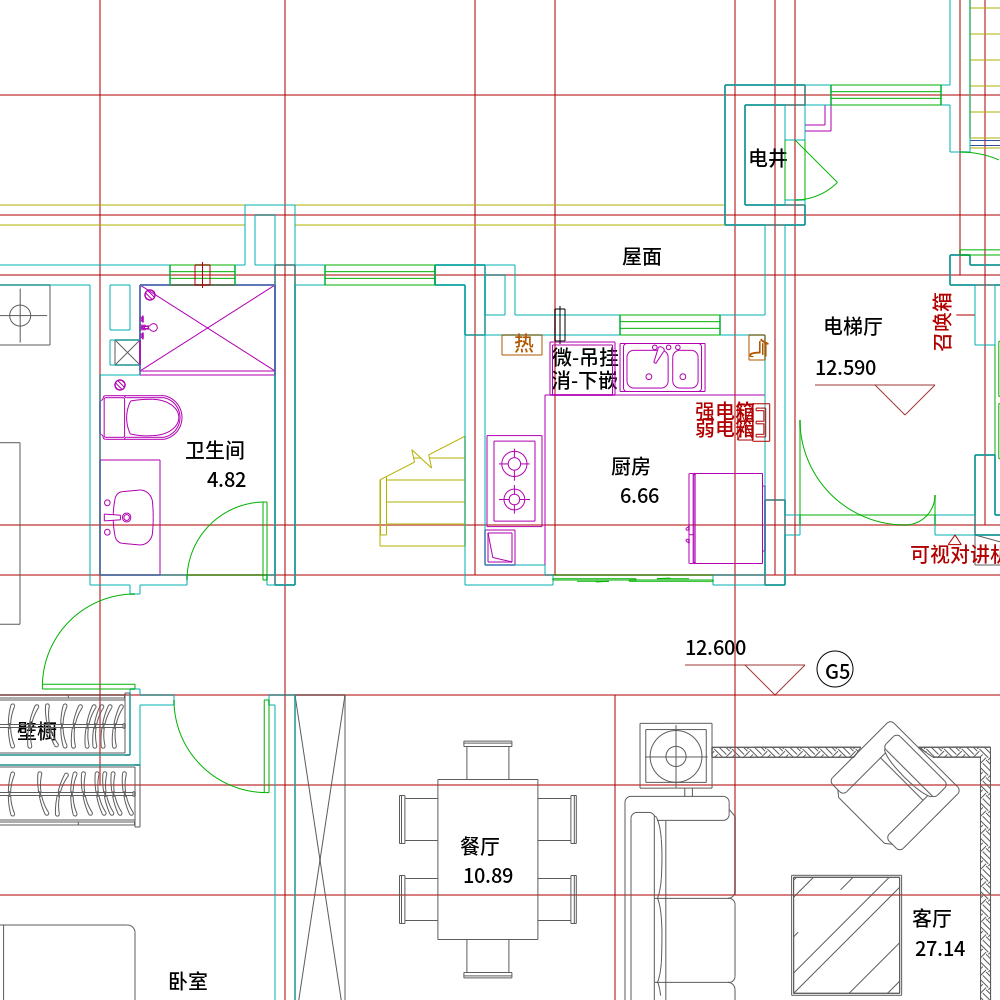 电井
屋面
召唤箱
电梯厅
12.590
热
微-吊挂
消-下嵌
强电箱
弱电箱
卫生间
4.82
厨房
6.66
可视对讲机
12.600
G5
壁橱
餐厅
10.89
客厅
27.14
卧室